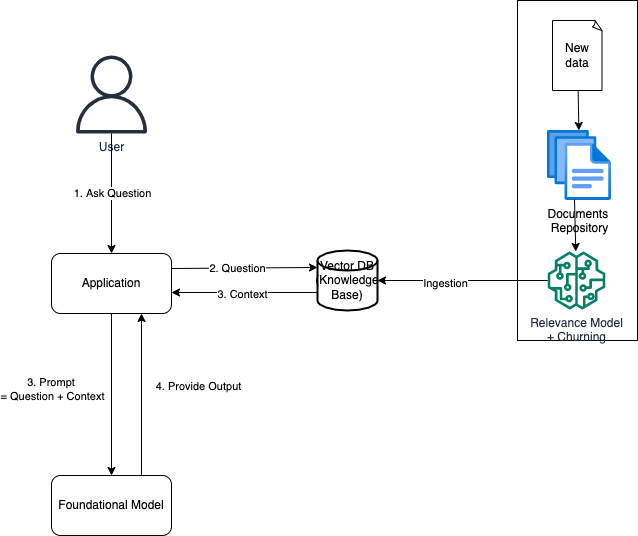 New
data
User
1. Ask Question
Documents
Repository
Application
2. Question
3. Context
Vector DB
(Knowledge
Base)
Ingestion
Relevance Model
+ Churning
3. Prompt
= Question + Context
4. Provide Output
Foundational Model